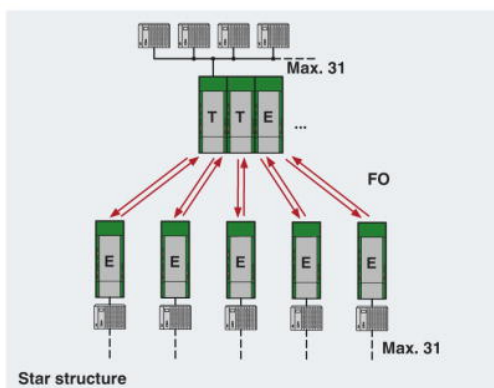 Max. 31
T T E ...
FO
E E E E E
Max. 31
Star structure